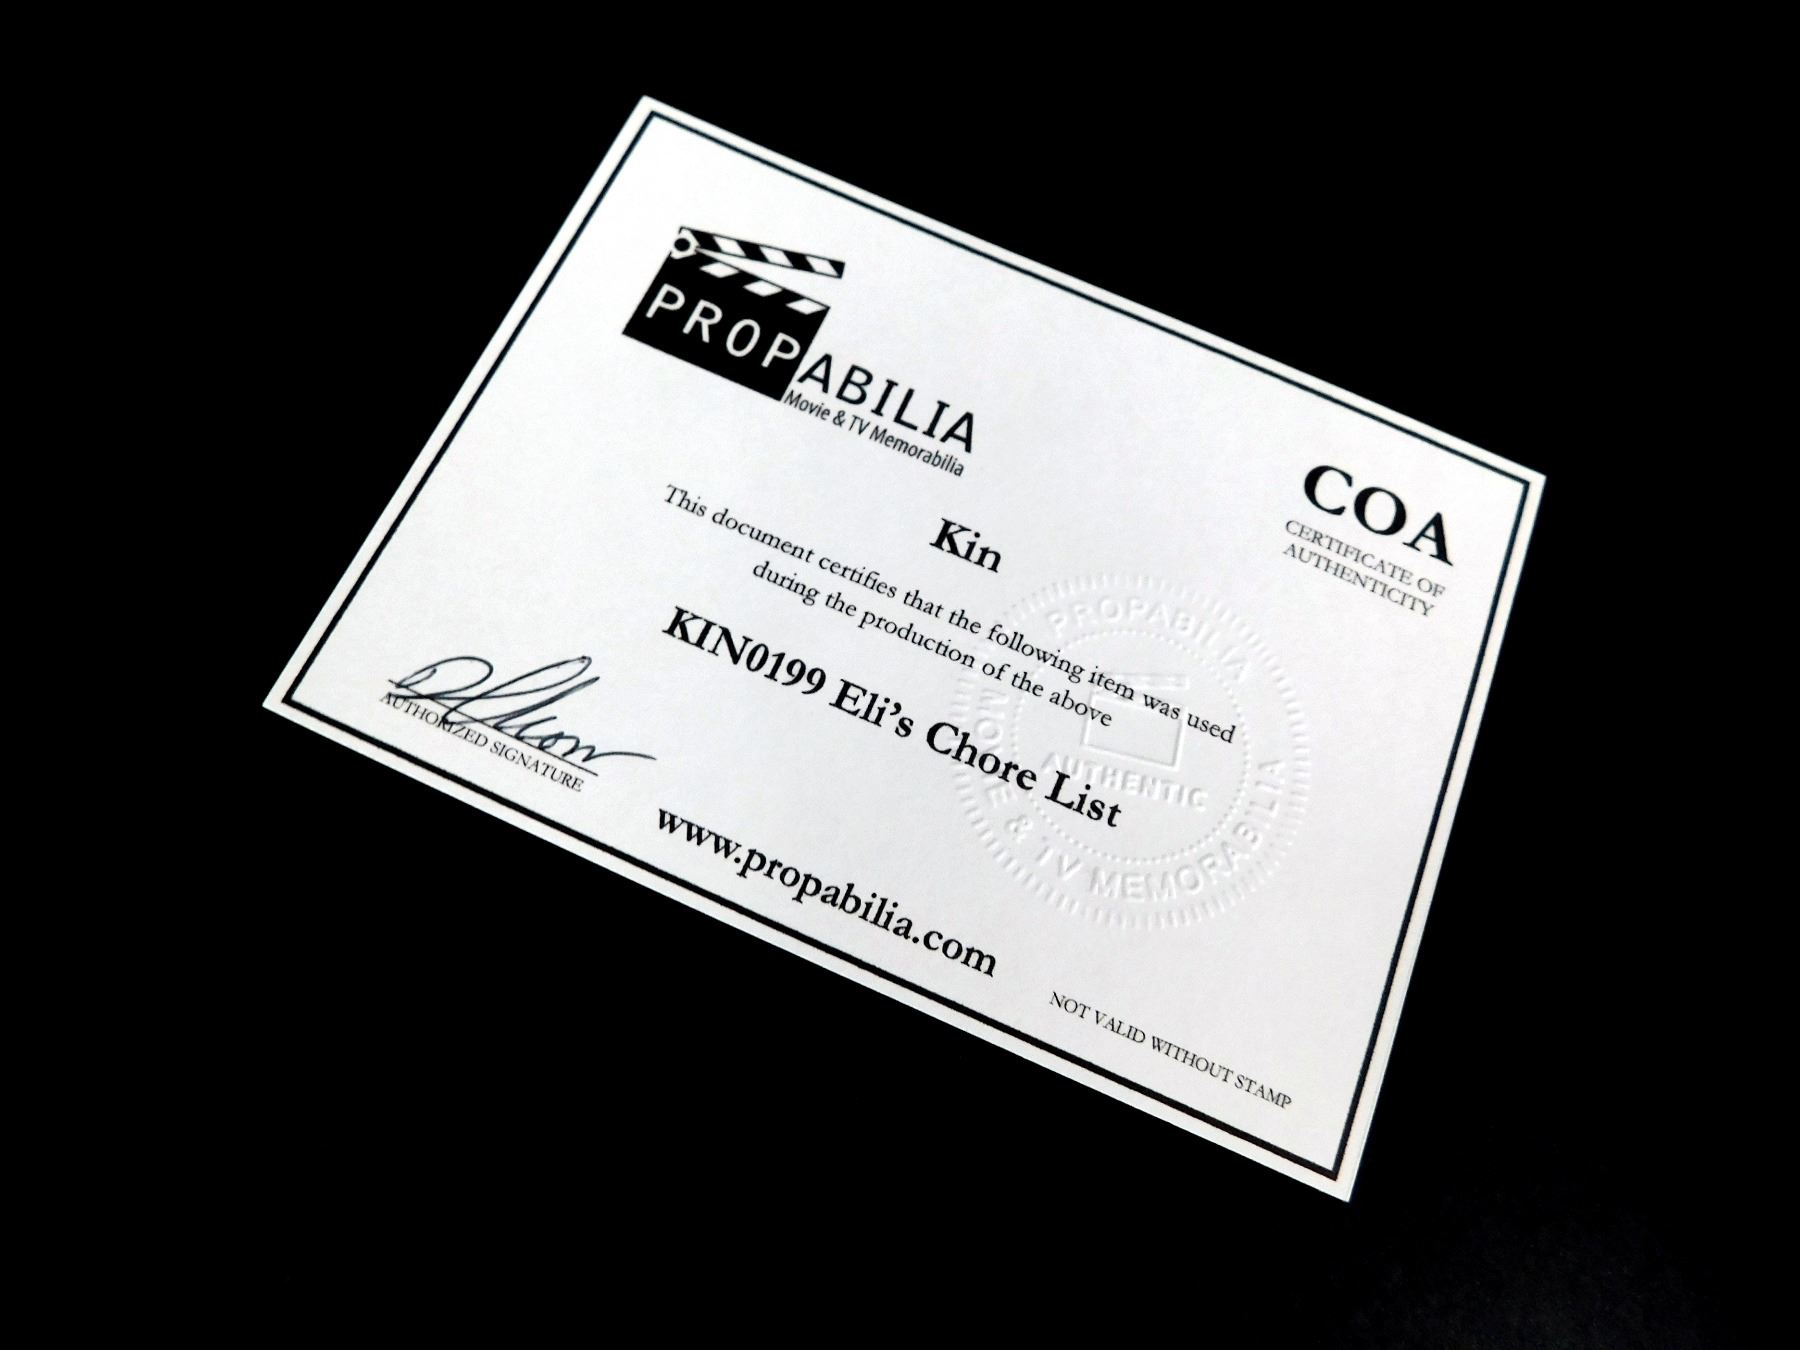 PROPABILIA
Movie & TV Memorabilia
COA
CERTIFICATE OF
AUTHENTICITY
Kin
This document certifies that the following item was used
during the production of the above
KIN0199 Eli's Chore List
AUTHORIZED SIGNATURE
www.propabilia.com
NOT VALID WITHOUT STAMP
PROPABILIA
AUTHENTIC
MOVIE & TV MEMORABILIA